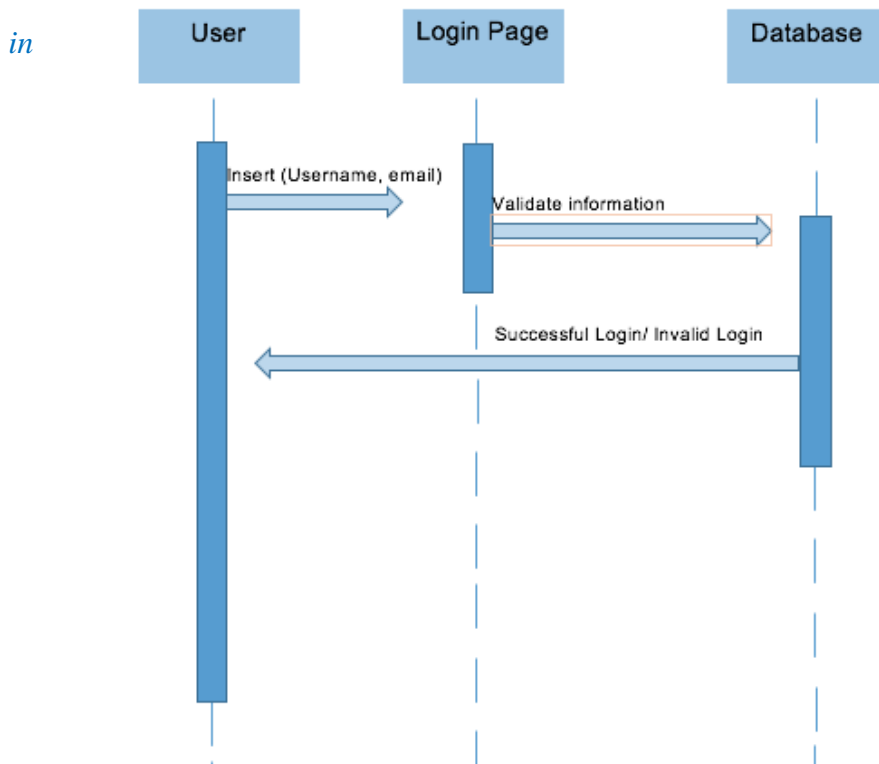 in
User
Login Page
Database
Insert (Username, email)
Validate information
Successful Login/ Invalid Login